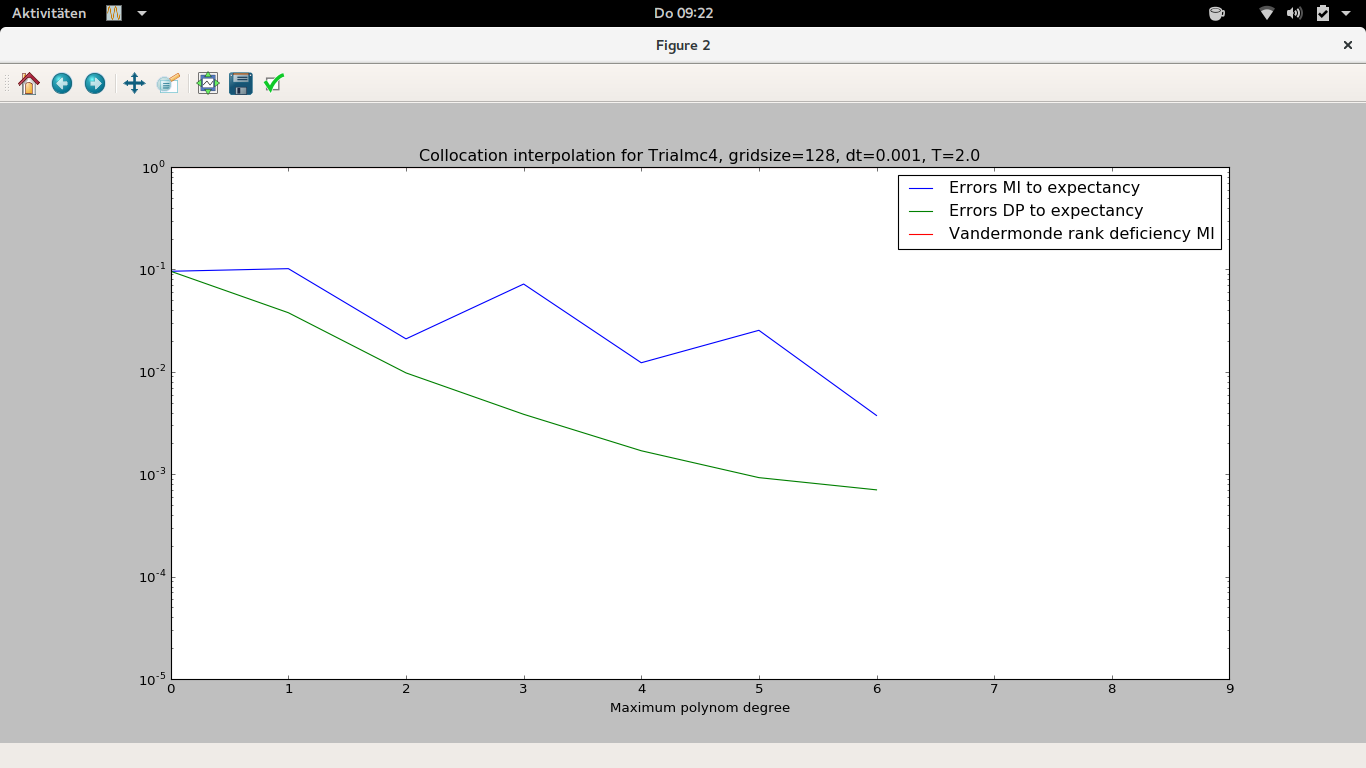 Aktivitäten
Do 09:22
Figure 2
Collocation interpolation for Trialmc4, gridsize=128, dt=0.001, T=2.0
Errors MI to expectancy
Errors DP to expectancy
Vandermonde rank deficiency MI
10^0
10^-1
10^-2
10^-3
10^-4
10^-5
0 1 2 3 4 5 6 7 8 9
Maximum polynom degree